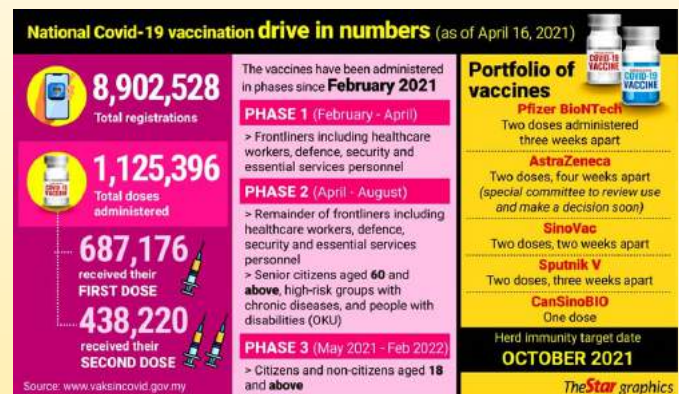 National Covid-19 vaccination drive in numbers (as of April 16, 2021)
8,902,528
Total registrations
1,125,396
Total doses
administered
687,176
received their
FIRST DOSE
438,220
received their
SECOND DOSE
Source: www.vaksincovid.gov.my
The vaccines have been administered
in phases since February 2021
PHASE 1 (February - April)
> Frontliners including healthcare
workers, defence, security and
essential services personnel
PHASE 2 (April - August)
> Remainder of frontliners including
healthcare workers, defence,
security and essential services
personnel
> Senior citizens aged 60 and
above, high-risk groups with
chronic diseases, and people with
disabilities (OKU)
PHASE 3 (May 2021 - Feb 2022)
> Citizens and non-citizens aged 18
and above
Portfolio of
vaccines
COVID-19
VACCINE
COVID-19
VACCINE
Pfizer BioNTech
Two doses administered
three weeks apart
AstraZeneca
Two doses, four weeks apart
(special committee to review use
and make a decision soon)
SinoVac
Two doses, two weeks apart
Sputnik V
Two doses, three weeks apart
CanSinoBIO
One dose
Herd immunity target date
OCTOBER 2021
TheStar graphics